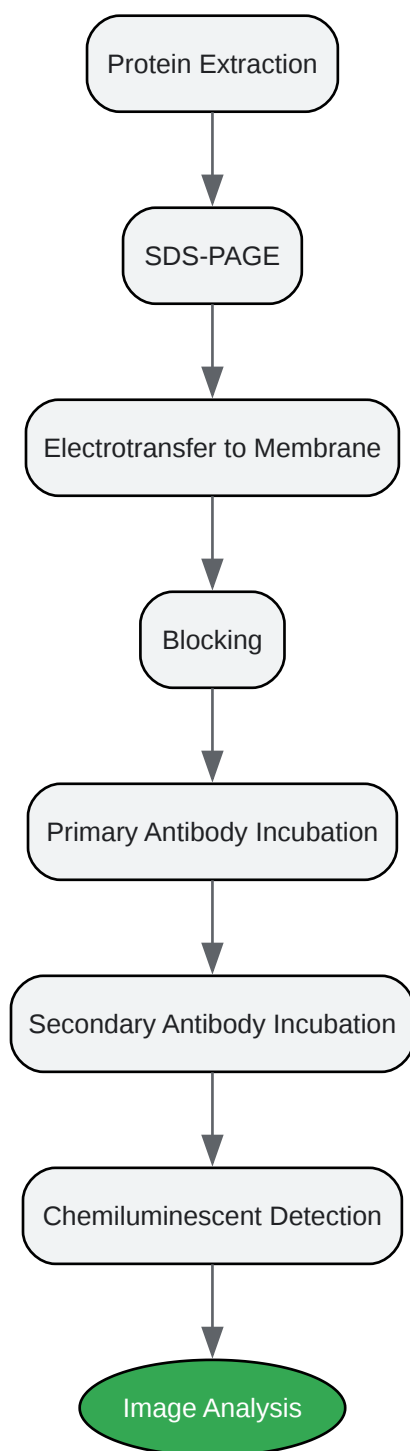 Protein Extraction
SDS-PAGE
Electrotransfer to Membrane
Blocking
Primary Antibody Incubation
Secondary Antibody Incubation
Chemiluminescent Detection
Image Analysis